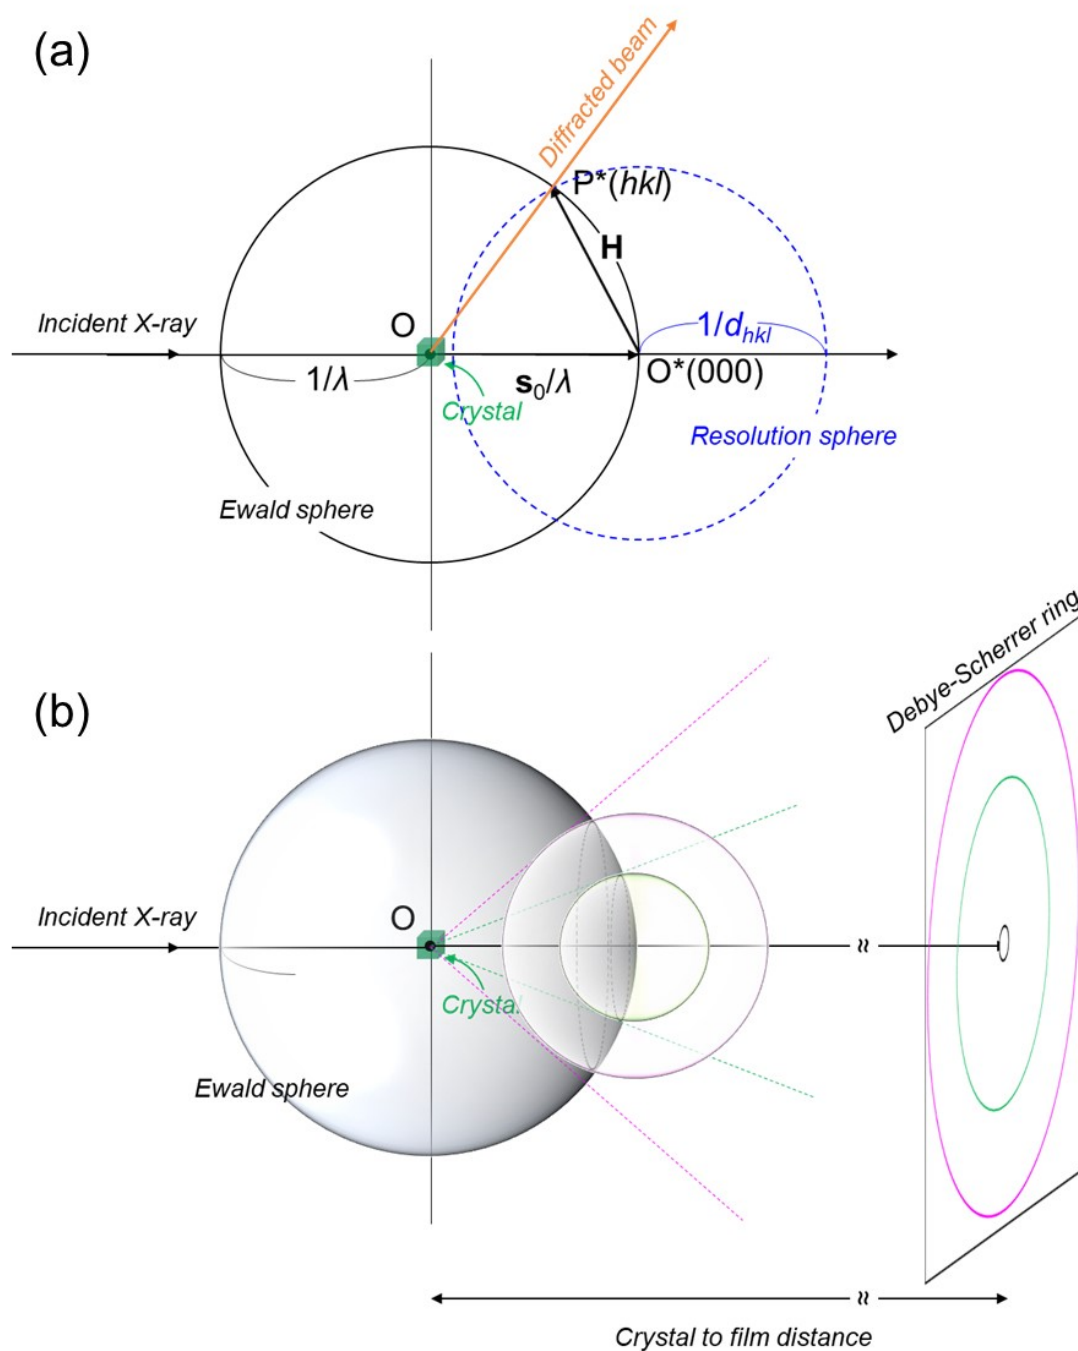 (a)
Diffracted beam
P*(hkl)
H
Incident X-ray
O
1/d_hkl
1/λ
s₀/λ
O*(000)
Crystal
Resolution sphere
Ewald sphere
Debye-Scherrer ring
(b)
Incident X-ray
O
≈
Crystal
Ewald sphere
≈
Crystal to film distance